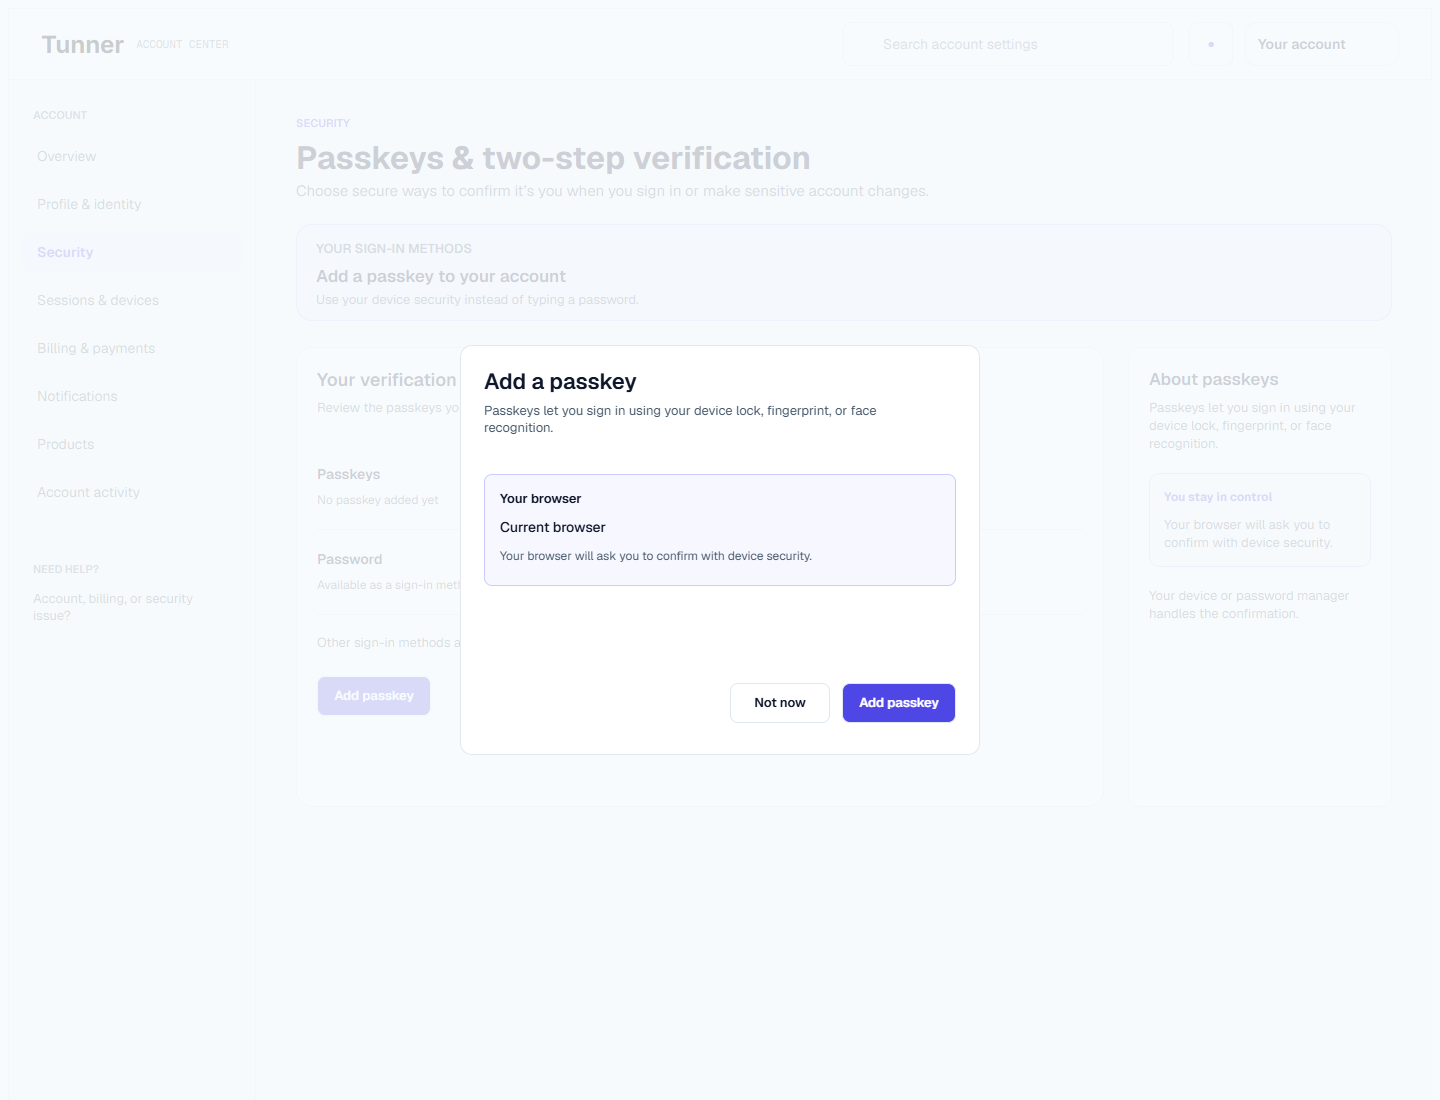 Tunner
ACCOUNT CENTER
Search account settings
Your account
ACCOUNT
Overview
Profile & identity
Security
Sessions & devices
Billing & payments
Notifications
Products
Account activity
NEED HELP?
Account, billing, or security
issue?
SECURITY
Passkeys & two-step verification
Choose secure ways to confirm it's you when you sign in or make sensitive account changes.
YOUR SIGN-IN METHODS
Add a passkey to your account
Use your device security instead of typing a password.
Your verification
Review the passkeys yo
Passkeys
No passkey added yet
Password
Available as a sign-in met
Other sign-in methods a
Add passkey
Add a passkey
Passkeys let you sign in using your device lock, fingerprint, or face
recognition.
Your browser
Current browser
Your browser will ask you to confirm with device security.
Not now
Add passkey
About passkeys
Passkeys let you sign in using your
device lock, fingerprint, or face
recognition.
You stay in control
Your browser will ask you to
confirm with device security.
Your device or password manager
handles the confirmation.